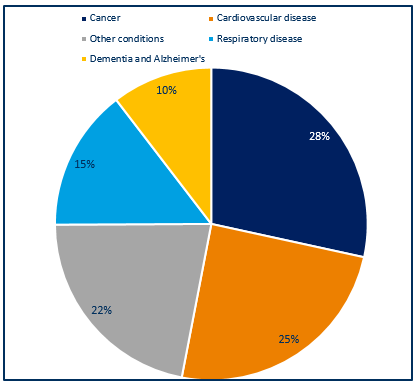 Cancer
Cardiovascular disease
Other conditions
Respiratory disease
Dementia and Alzheimer's
10%
28%
15%
22%
25%